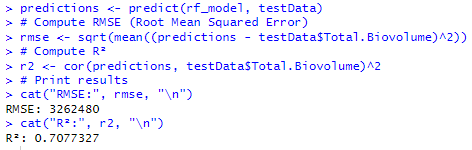 > predictions <- predict(rf_model, testData)
> # Compute RMSE (Root Mean Squared Error)
> rmse <- sqrt(mean((predictions - testData$Total.Biovolume)^2))
> # Compute R²
> r2 <- cor(predictions, testData$Total.Biovolume)^2
> # Print results
> cat("RMSE:", rmse, "\n")
RMSE: 3262480
> cat("R²:", r2, "\n")
R²: 0.7077327